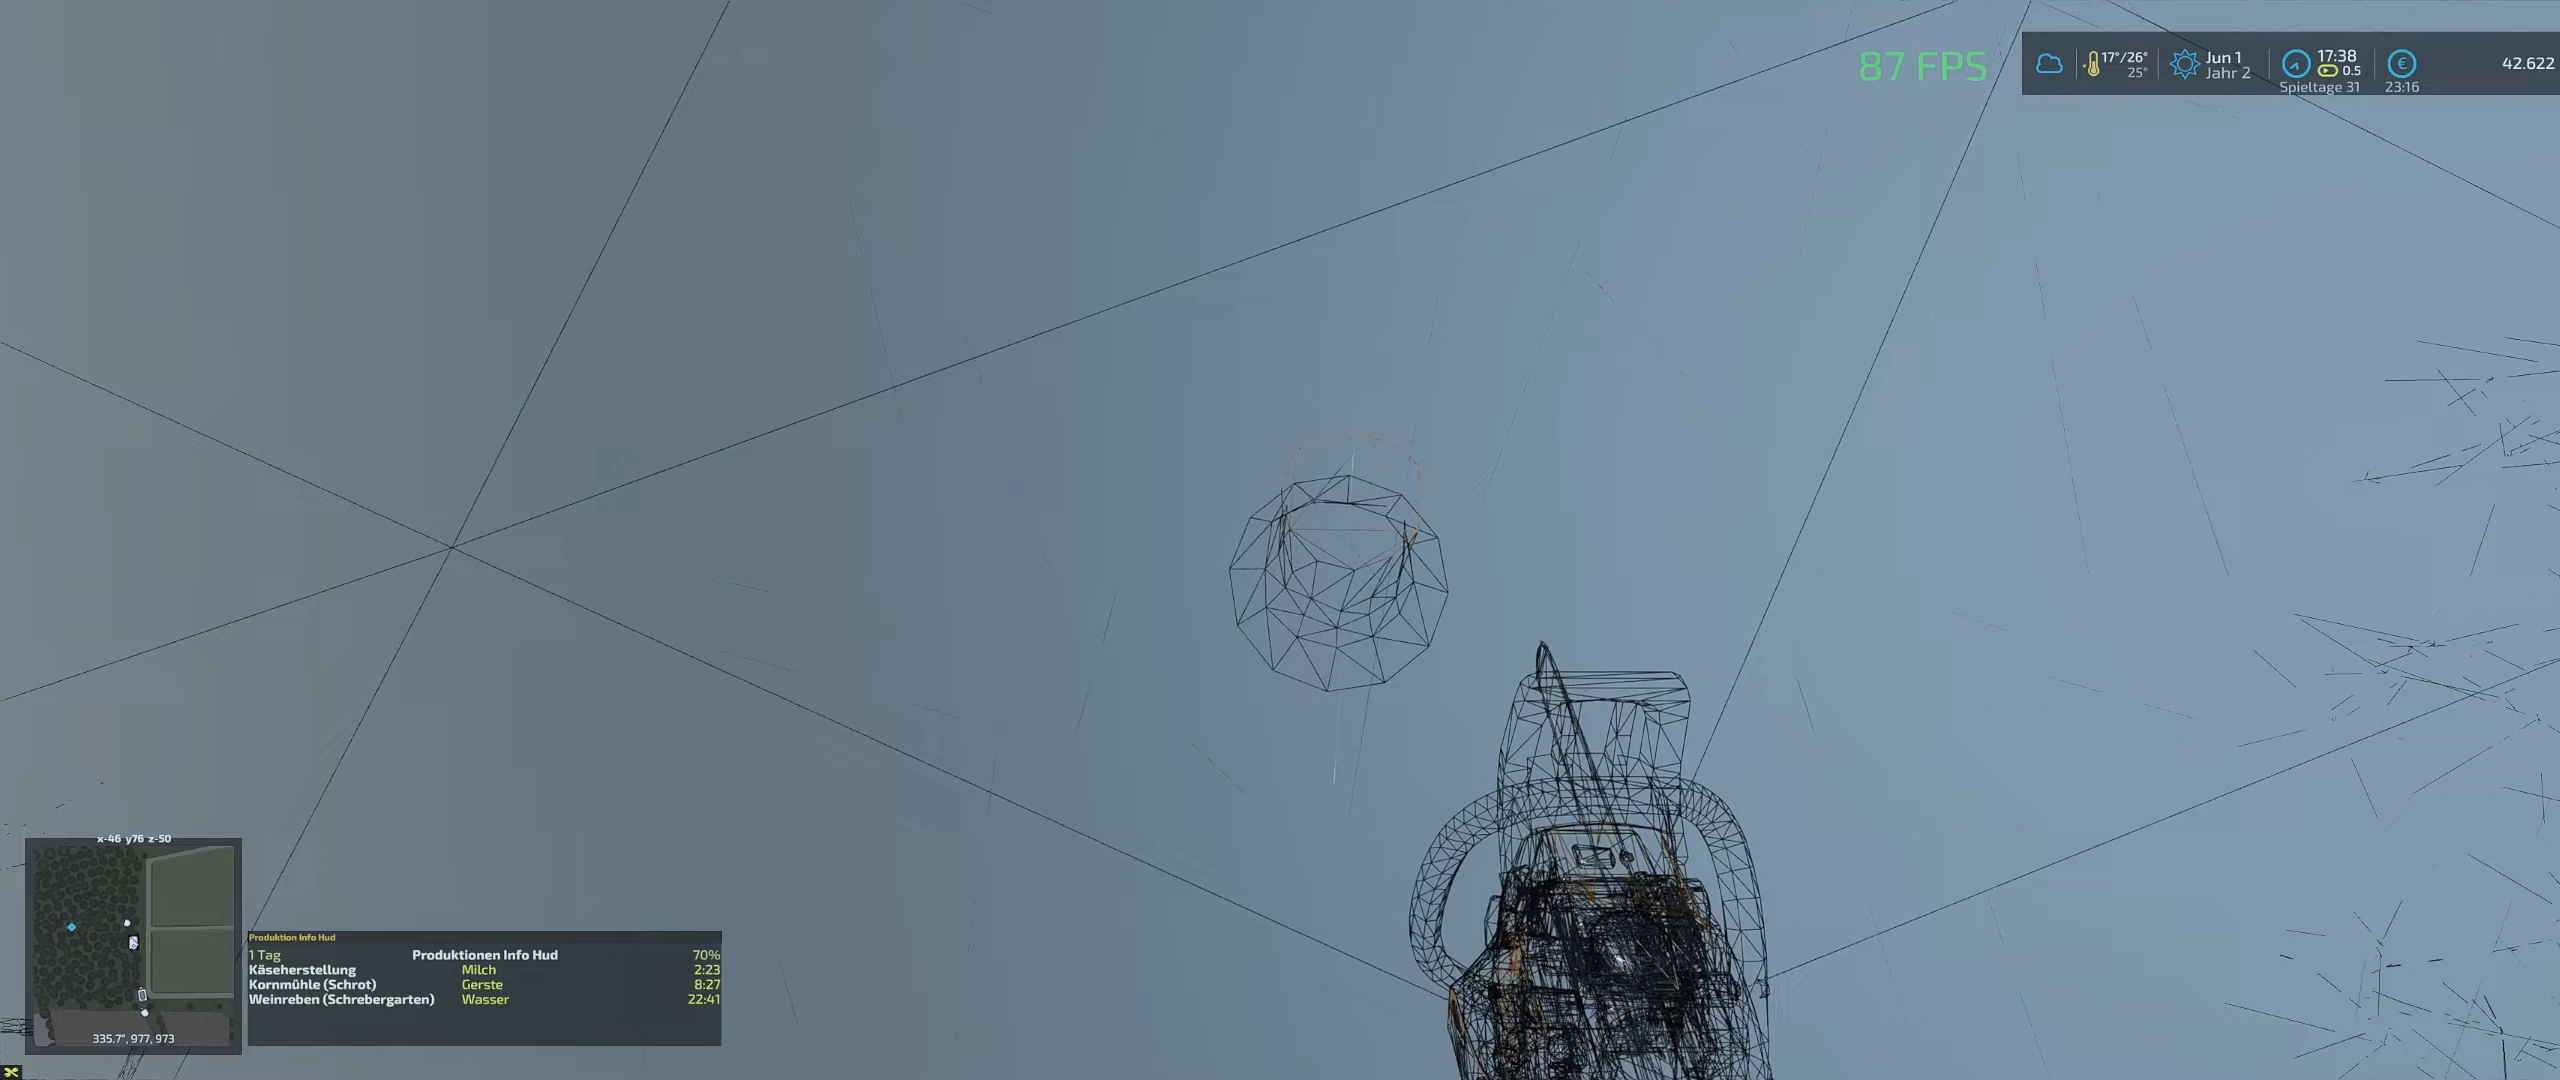 87 FPS
17°/26°
25°
Jun 1
Jahr 2
17:38
0.5
Spieltage 31
€
23:16
42.622
x-46 y76 z-50
335.7°, 977, 973
Produktion Info Hud
1 Tag Produktionen Info Hud 70%
Käseherstellung Milch 2:23
Kornmühle (Schrot) Gerste 8:27
Weinreben (Schrebergarten) Wasser 22:41